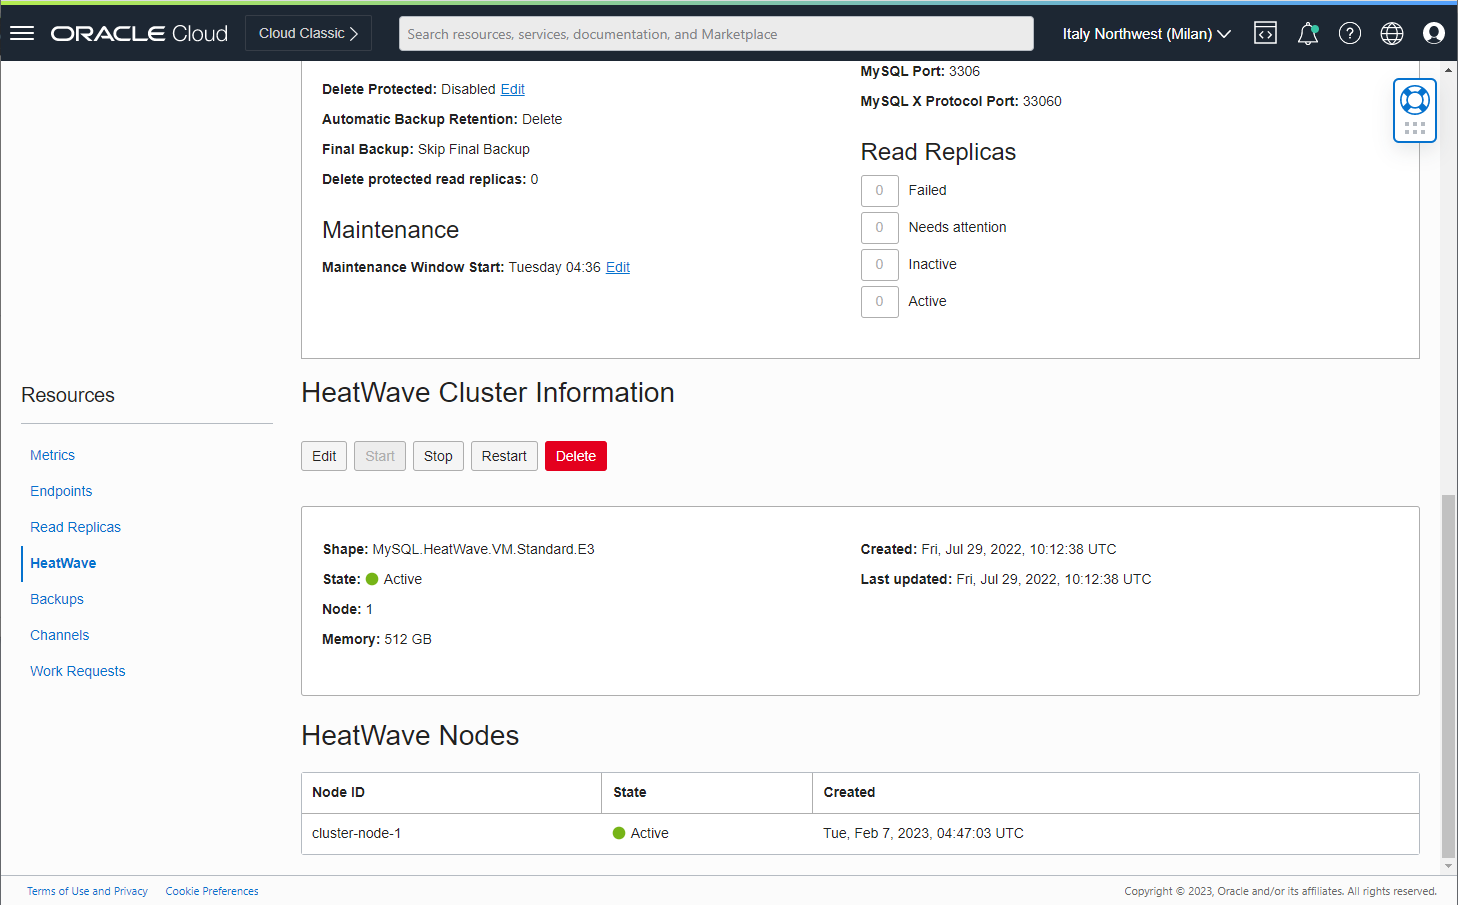 ORACLE Cloud
Cloud Classic
Search resources, services, documentation, and Marketplace
Italy Northwest (Milan)
Delete Protected: Disabled Edit
Automatic Backup Retention: Delete
Final Backup: Skip Final Backup
Delete protected read replicas: 0
Maintenance
Maintenance Window Start: Tuesday 04:36 Edit
MySQL Port: 3306
MySQL X Protocol Port: 33060
Read Replicas
0 Failed
0 Needs attention
0 Inactive
0 Active
Resources
Metrics
Endpoints
Read Replicas
HeatWave
Backups
Channels
Work Requests
HeatWave Cluster Information
Edit Start Stop Restart Delete
Shape: MySQL.HeatWave.VM.Standard.E3
State: Active
Node: 1
Memory: 512 GB
Created: Fri, Jul 29, 2022, 10:12:38 UTC
Last updated: Fri, Jul 29, 2022, 10:12:38 UTC
HeatWave Nodes
Node ID State Created
cluster-node-1 Active Tue, Feb 7, 2023, 04:47:03 UTC
Terms of Use and Privacy Cookie Preferences
Copyright © 2023, Oracle and/or its affiliates. All rights reserved.